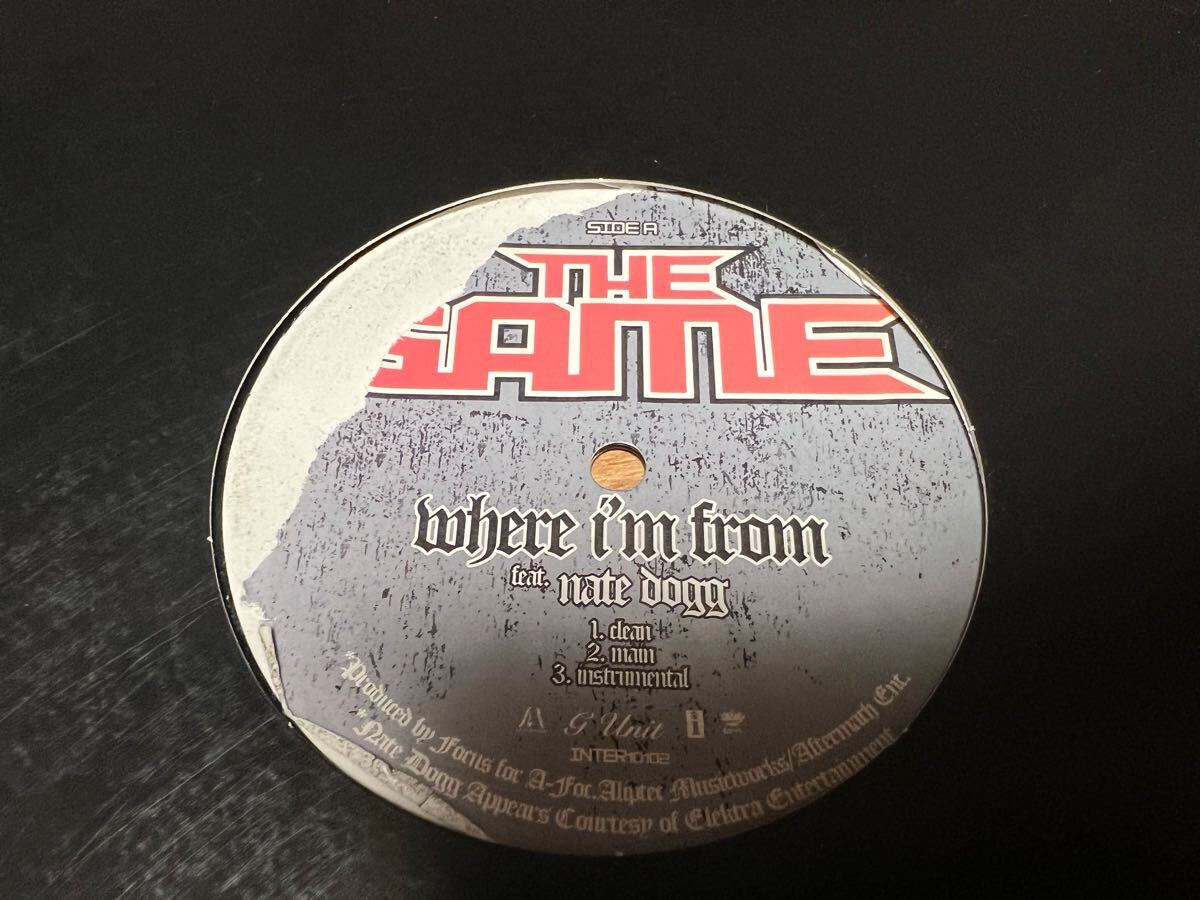 SIDE A
THE
GAME
where i'm from
feat. nate dogg
1. clean
2. main
3. instrumental
G Unit
INTER10102
*Produced by Focus for A-Foc.Alyptec Musicworks/Aftermath Ent.
*Nate Dogg Appears Courtesy of Elektra Entertainment